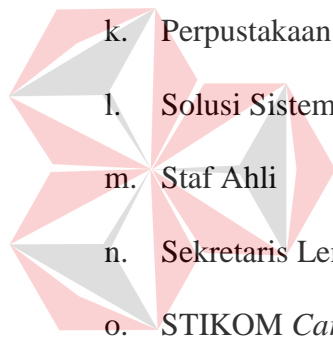 k. Perpustakaan
l. Solusi Sistem
m. Staf Ahli
n. Sekretaris
o. STIKOM